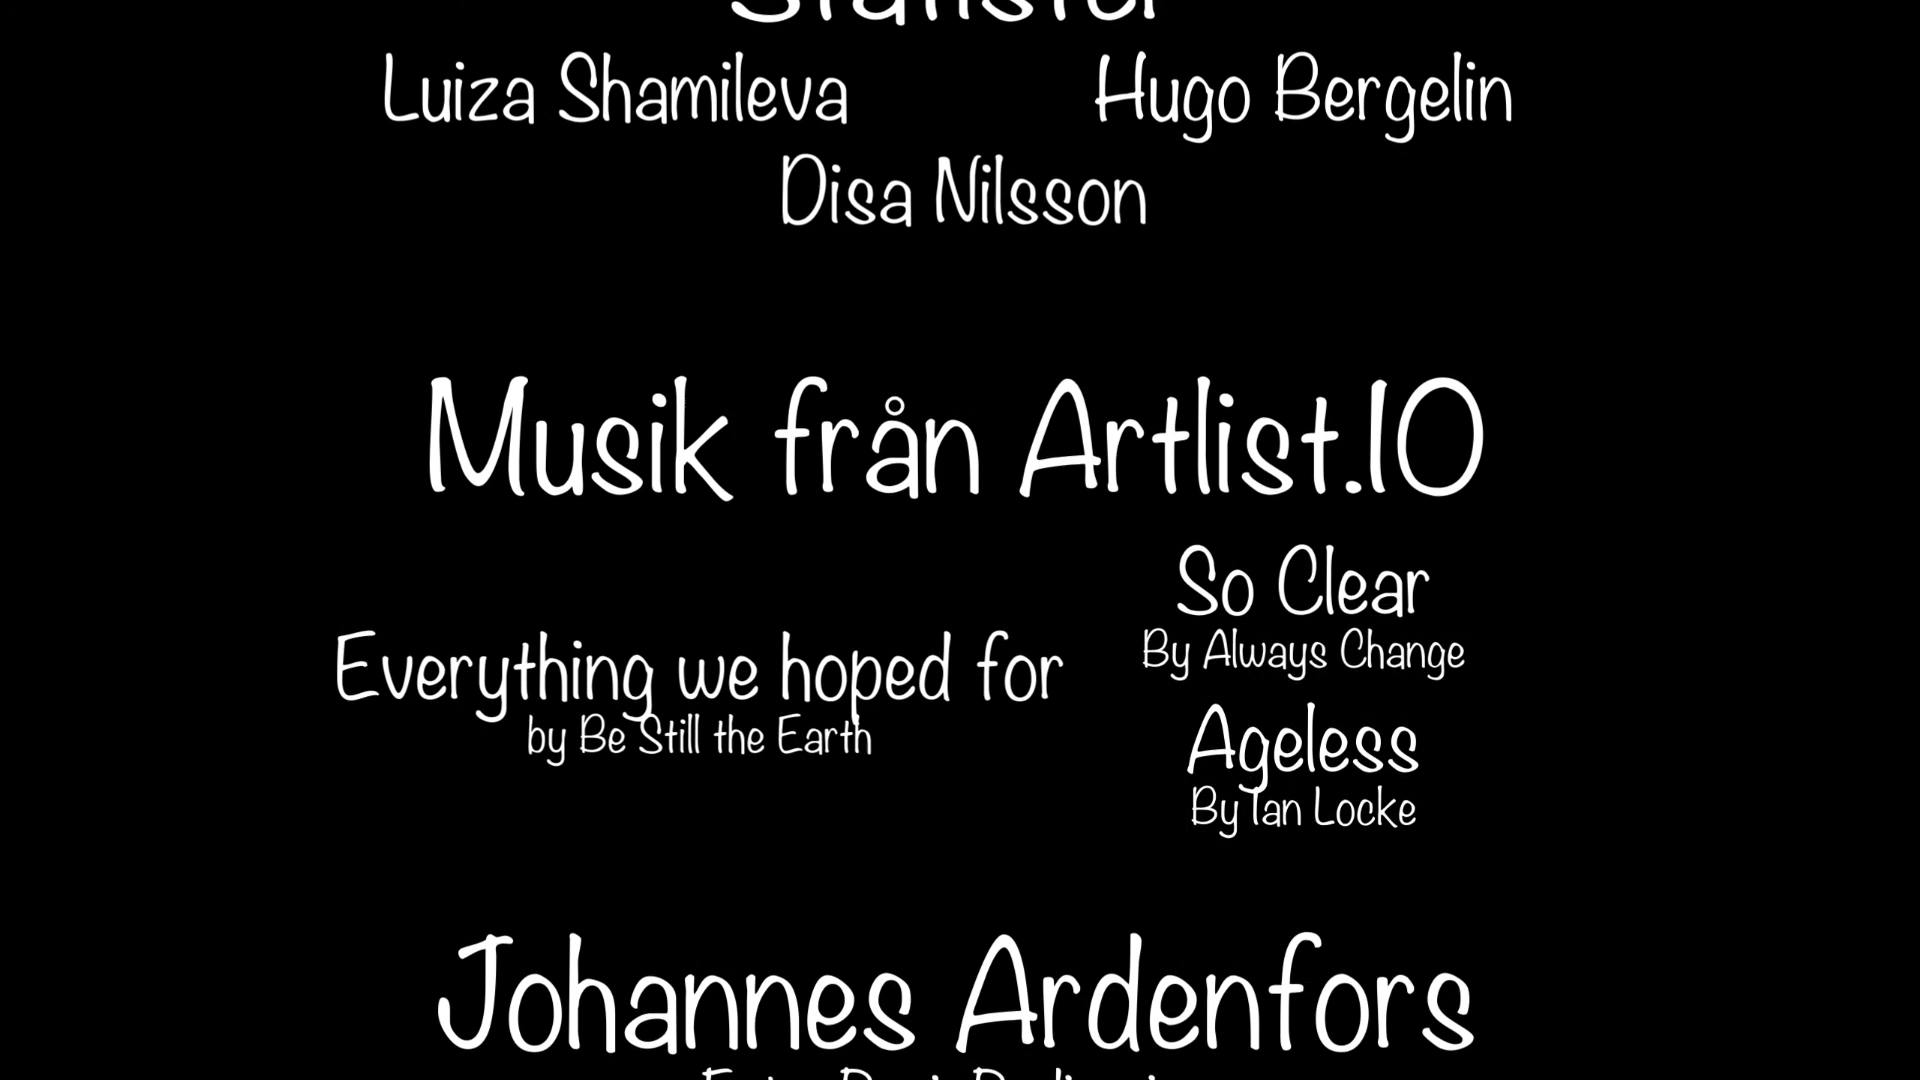 Luiza Shamileva
Hugo Bergelin
Disa Nilsson
Musik från Artlist.IO
Everything we hoped for
by Be Still the Earth
So Clear
By Always Change
Ageless
By Ian Locke
Johannes Ardenfors